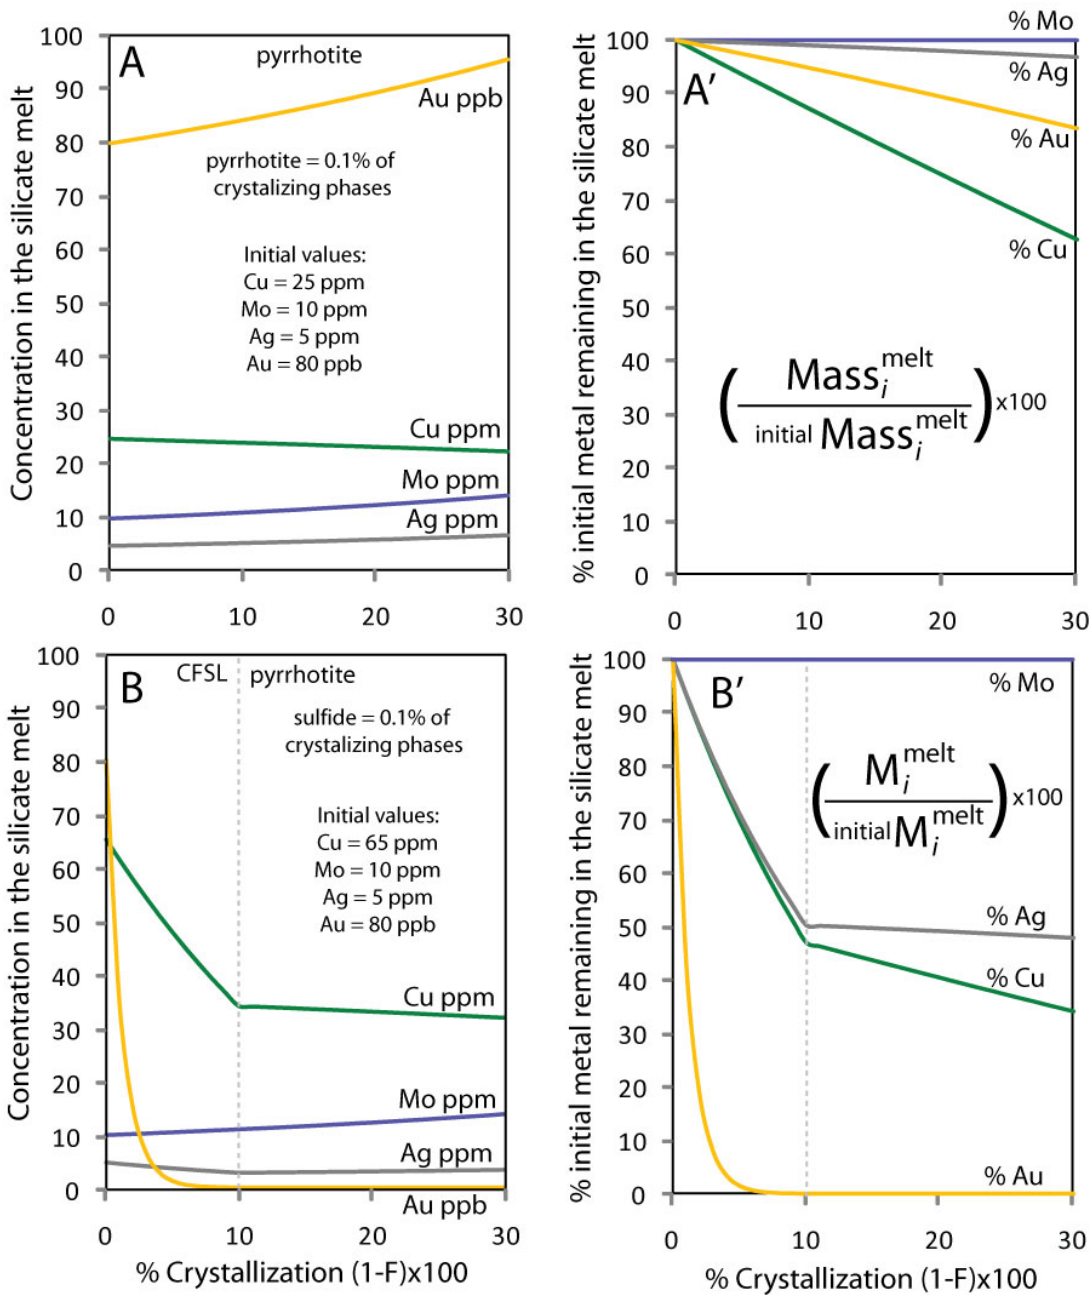 A
pyrrhotite
Au ppb
pyrrhotite = 0.1% of
crystalizing phases
Initial values:
Cu = 25 ppm
Mo = 10 ppm
Ag = 5 ppm
Au = 80 ppb
Cu ppm
Mo ppm
Ag ppm
Concentration in the silicate melt
100
90
80
70
60
50
40
30
20
10
0
0 10 20 30
A′
% Mo
% Ag
% Au
% Cu
(Mass i melt
initial Mass i melt) x100
% initial metal remaining in the silicate melt
100
90
80
70
60
50
40
30
20
10
0
0 10 20 30
B
CFSL pyrrhotite
sulfide = 0.1% of
crystalizing phases
Initial values:
Cu = 65 ppm
Mo = 10 ppm
Ag = 5 ppm
Au = 80 ppb
Cu ppm
Mo ppm
Ag ppm
Au ppb
Concentration in the silicate melt
100
90
80
70
60
50
40
30
20
10
0
0 10 20 30
% Crystallization (1-F)x100
B′
% Mo
(M i melt
initial M i melt) x100
% Ag
% Cu
% Au
% initial metal remaining in the silicate melt
100
90
80
70
60
50
40
30
20
10
0
0 10 20 30
% Crystallization (1-F)x100